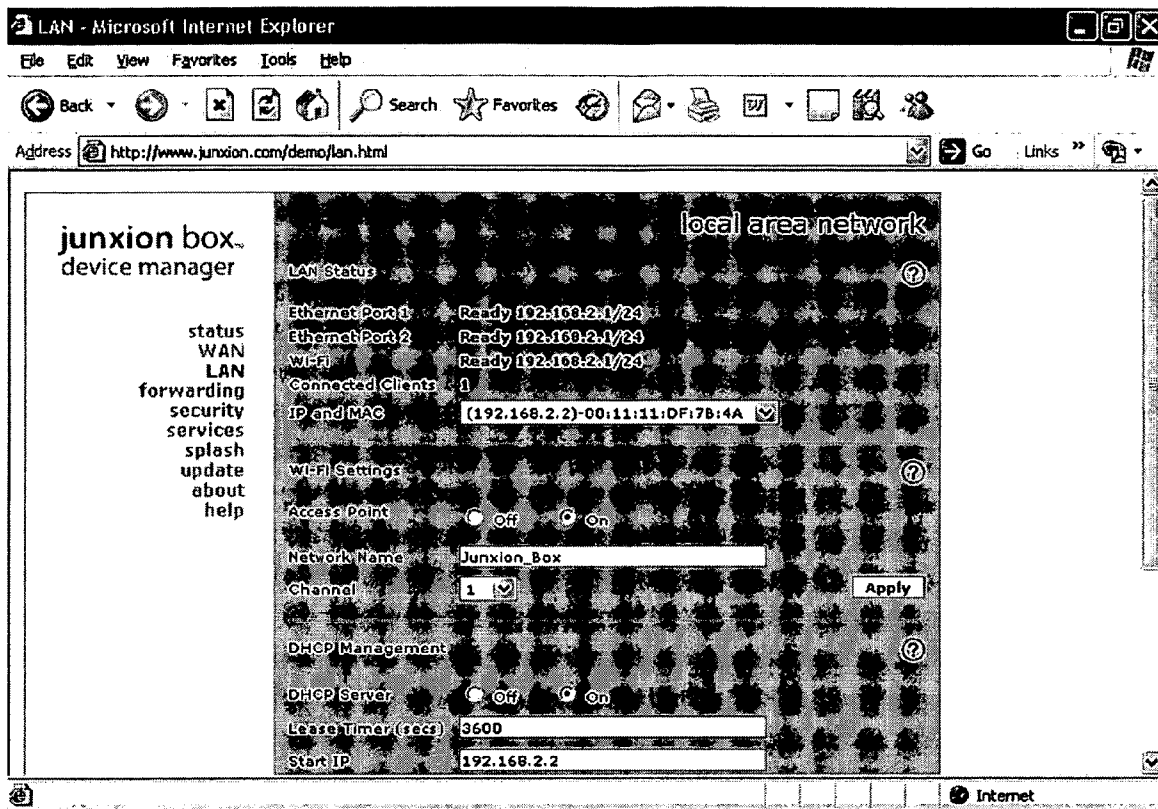 LAN - Microsoft Internet Explorer
File Edit View Favorites Tools Help
Back Search Favorites
Address http://www.junxion.com/demo/lan.html Go Links »
junxion box™
device manager
status
WAN
LAN
forwarding
security
services
splash
update
about
help
local area network
LAN Status ?
Ethernet Port 1 Ready 192.168.2.1/24
Ethernet Port 2 Ready 192.168.2.1/24
Wi-Fi Ready 192.168.2.1/24
Connected Clients 1
IP and MAC (192.168.2.2)-00:11:11:DF:7B:4A
Wi-Fi Settings ?
Access Point Off On
Network Name Junxion_Box
Channel 1 Apply
DHCP Management ?
DHCP Server Off On
Lease Timer (secs) 3600
Start IP 192.168.2.2
Internet